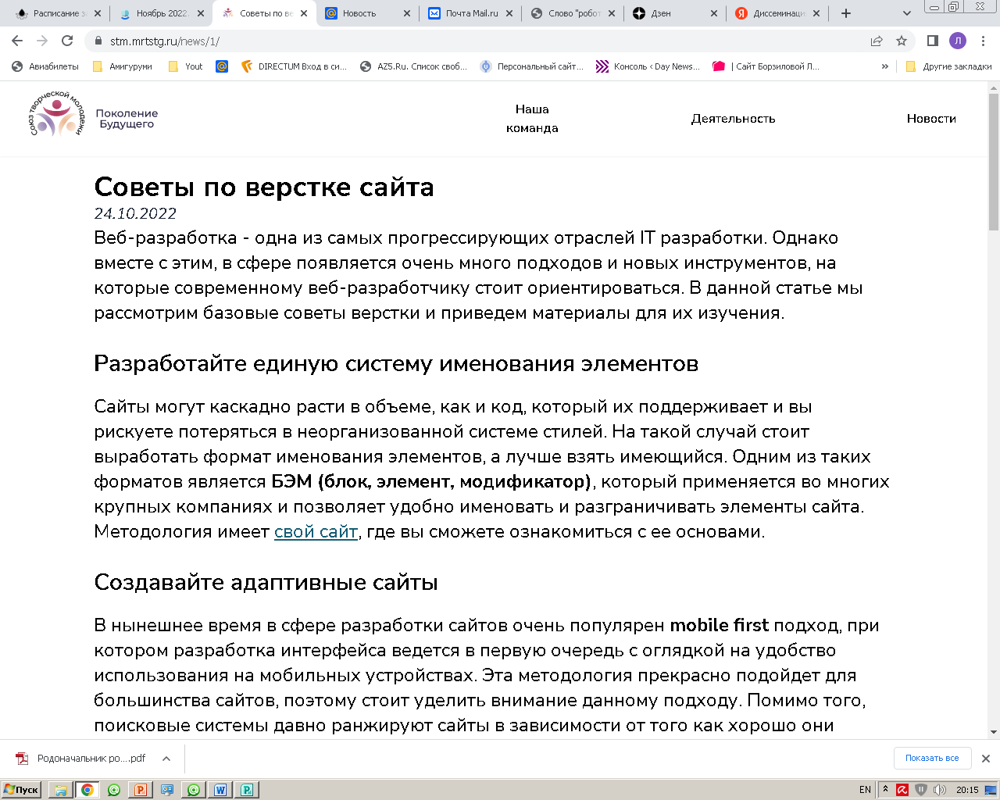 Расписание за
Ноябрь 2022.
Советы по ве
Новость
Почта Mail.ru
Слово "робот
Дзен
Диссеминаци
stm.mrtstg.ru/news/1/
Л
Авиабилеты
Амигуруми
Yout
DIRECTUM Вход в си...
AZ5.Ru. Список своб...
Персональный сайт...
Консоль ‹ Day News...
| Сайт Борзиловой Л...
»
Другие закладки
СОЮЗ ТВОРЧЕСКОЙ МОЛОДЕЖИ
Поколение
Будущего
Наша
команда
Деятельность
Новости
Советы по верстке сайта
24.10.2022
Веб-разработка - одна из самых прогрессирующих отраслей IT разработки. Однако
вместе с этим, в сфере появляется очень много подходов и новых инструментов, на
которые современному веб-разработчику стоит ориентироваться. В данной статье мы
рассмотрим базовые советы верстки и приведем материалы для их изучения.
Разработайте единую систему именования элементов
Сайты могут каскадно расти в объеме, как и код, который их поддерживает и вы
рискуете потеряться в неорганизованной системе стилей. На такой случай стоит
выработать формат именования элементов, а лучше взять имеющийся. Одним из таких
форматов является БЭМ (блок, элемент, модификатор), который применяется во многих
крупных компаниях и позволяет удобно именовать и разграничивать элементы сайта.
Методология имеет свой сайт, где вы сможете ознакомиться с ее основами.
Создавайте адаптивные сайты
В нынешнее время в сфере разработки сайтов очень популярен mobile first подход, при
котором разработка интерфейса ведется в первую очередь с оглядкой на удобство
использования на мобильных устройствах. Эта методология прекрасно подойдет для
большинства сайтов, поэтому стоит уделить внимание данному подходу. Помимо того,
поисковые системы давно ранжируют сайты в зависимости от того как хорошо они
Родоначальник ро....pdf
Показать все
Пуск
EN
20:15